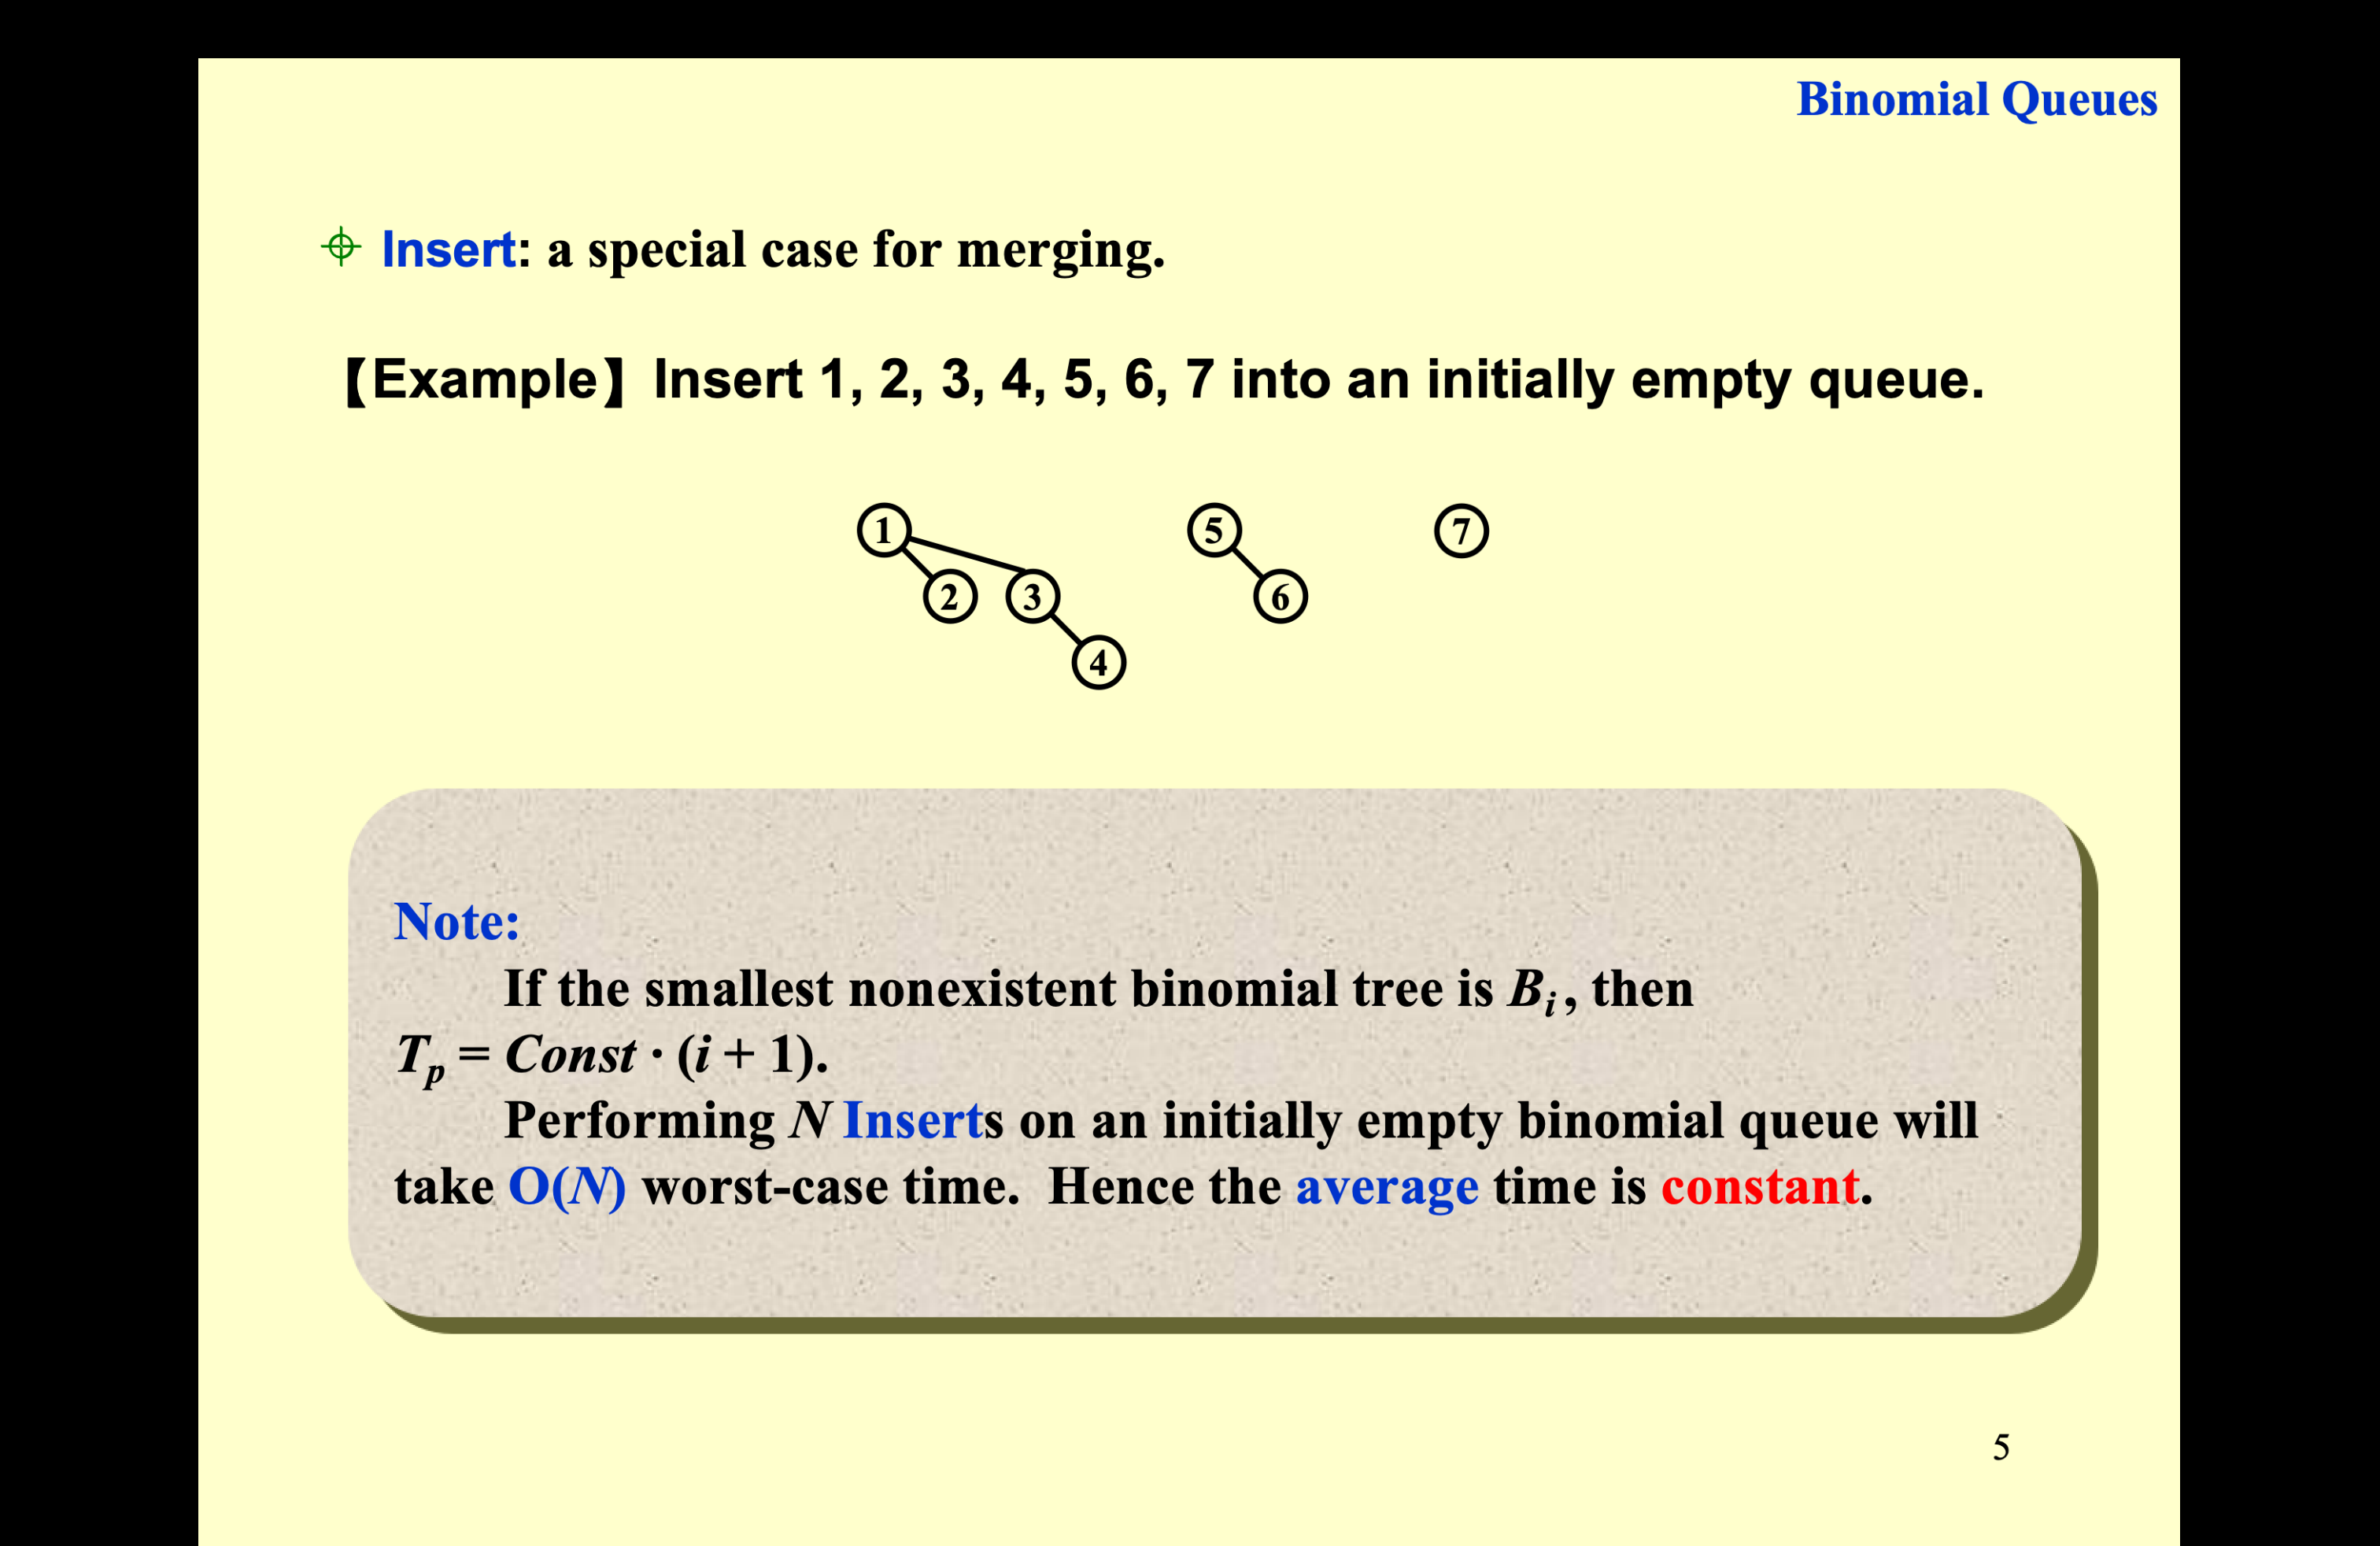 Binomial Queues
Insert: a special case for merging.
【Example】 Insert 1, 2, 3, 4, 5, 6, 7 into an initially empty queue.
1 5 7
2 3 6
4
Note:
If the smallest nonexistent binomial tree is Bi, then
Tp = Const · (i + 1).
Performing N Inserts on an initially empty binomial queue will
take O(N) worst-case time. Hence the average time is constant.
5